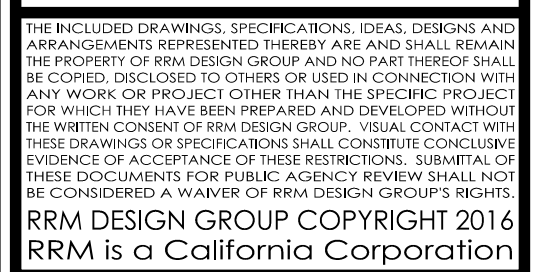 THE INCLUDED DRAWINGS, SPECIFICATIONS, IDEAS, DESIGNS AND
ARRANGEMENTS REPRESENTED THEREBY ARE AND SHALL REMAIN
THE PROPERTY OF RRM DESIGN GROUP AND NO PART THEREOF SHALL
BE COPIED, DISCLOSED TO OTHERS OR USED IN CONNECTION WITH
ANY WORK OR PROJECT OTHER THAN THE SPECIFIC PROJECT
FOR WHICH THEY HAVE BEEN PREPARED AND DEVELOPED WITHOUT
THE WRITTEN CONSENT OF RRM DESIGN GROUP. VISUAL CONTACT WITH
THESE DRAWINGS OR SPECIFICATIONS SHALL CONSTITUTE CONCLUSIVE
EVIDENCE OF ACCEPTANCE OF THESE RESTRICTIONS. SUBMITTAL OF
THESE DOCUMENTS FOR PUBLIC AGENCY REVIEW SHALL NOT
BE CONSIDERED A WAIVER OF RRM DESIGN GROUP'S RIGHTS.
RRM DESIGN GROUP COPYRIGHT 2016
RRM is a California Corporation